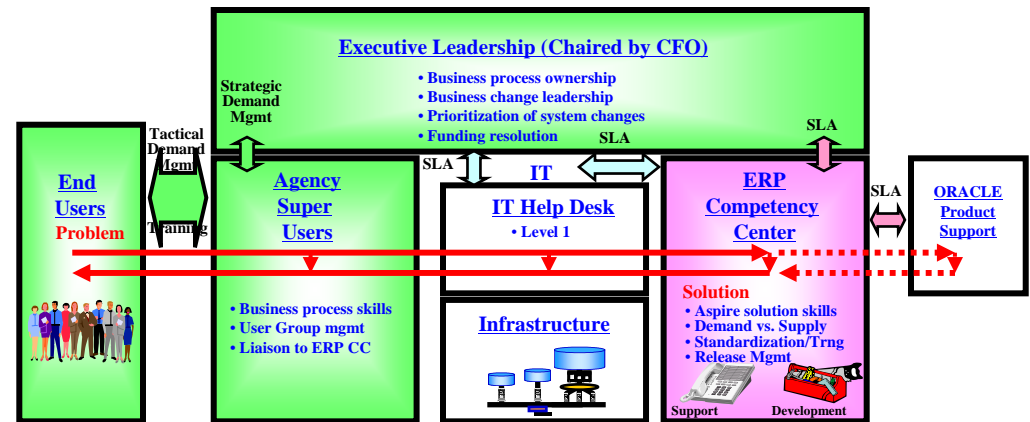 Executive Leadership (Chaired by CFO)
• Business process ownership
• Business change leadership
• Prioritization of system changes
• Funding resolution
Strategic
Demand
Mgmt
SLA
SLA
SLA
Tactical
Demand
Mgmt
Training
End
Users
Problem
Agency
Super
Users
• Business process skills
• User Group mgmt
• Liaison to ERP CC
IT
IT Help Desk
• Level 1
Infrastructure
ERP
Competency
Center
Solution
• Aspire solution skills
• Demand vs. Supply
• Standardization/Trng
• Release Mgmt
Support
Development
SLA
ORACLE
Product
Support